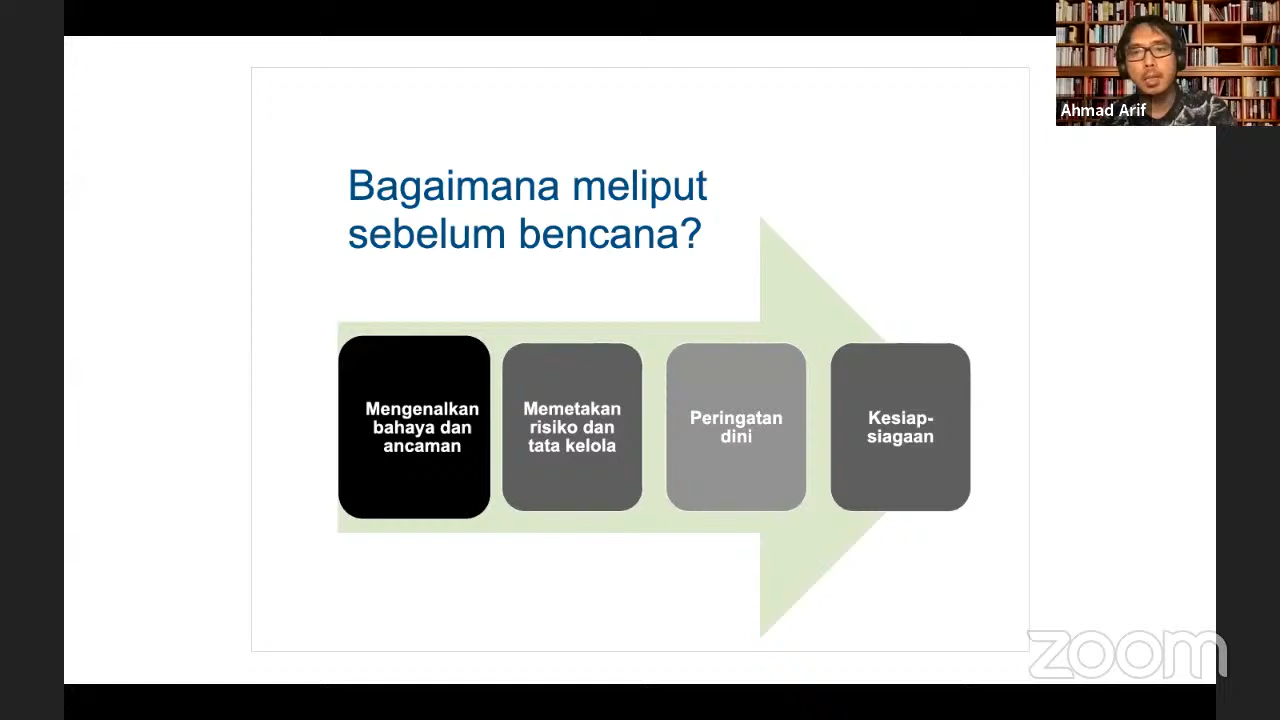 Ahmad Arif
Bagaimana meliput
sebelum bencana?
Mengenalkan
bahaya dan
ancaman
Memetakan
risiko dan
tata kelola
Peringatan
dini
Kesiap-
siagaan
zoom